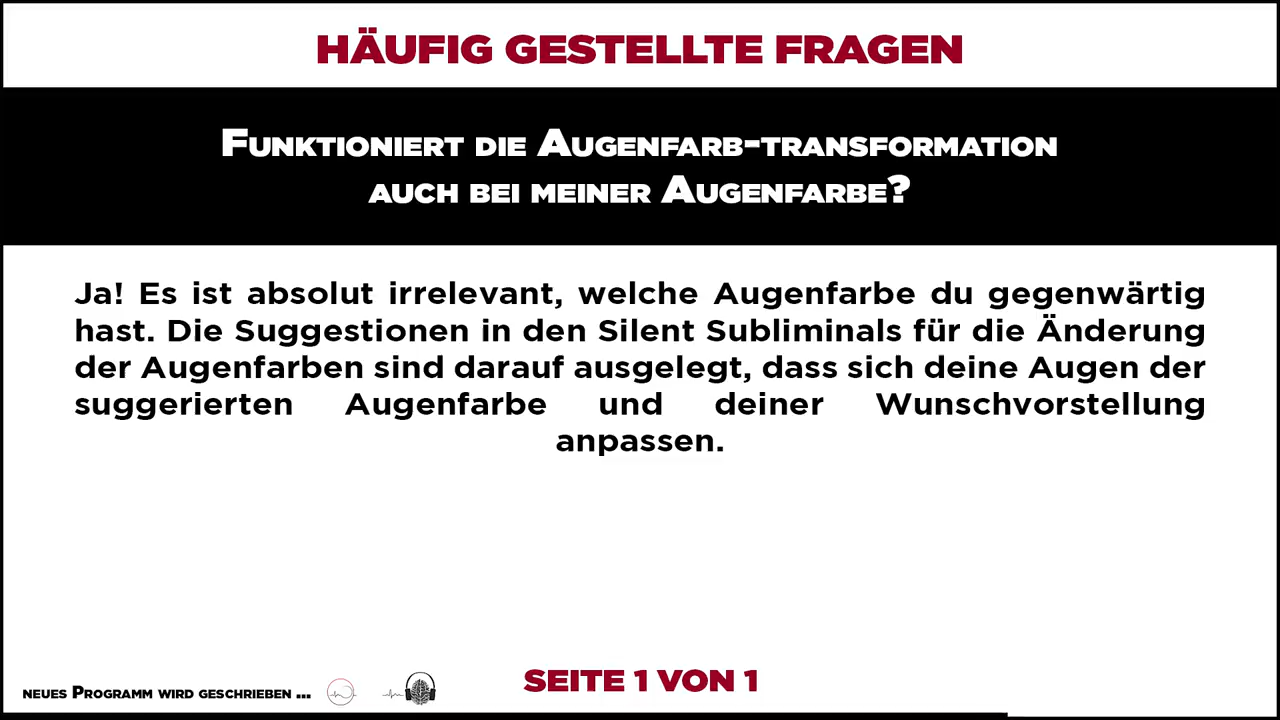 HÄUFIG GESTELLTE FRAGEN
Funktioniert die Augenfarb-transformation
auch bei meiner Augenfarbe?
Ja! Es ist absolut irrelevant, welche Augenfarbe du gegenwärtig
hast. Die Suggestionen in den Silent Subliminals für die Änderung
der Augenfarben sind darauf ausgelegt, dass sich deine Augen der
suggerierten Augenfarbe und deiner Wunschvorstellung
anpassen.
SEITE 1 VON 1
neues Programm wird geschrieben ...